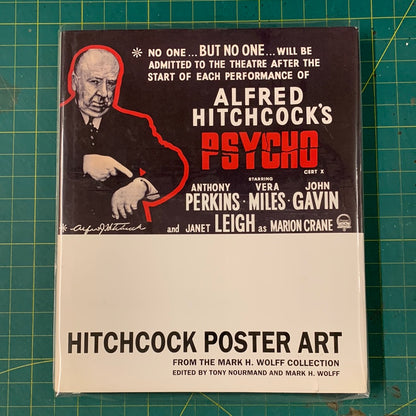 * NO ONE... BUT NO ONE... WILL BE
ADMITTED TO THE THEATRE AFTER THE
START OF EACH PERFORMANCE OF
ALFRED
HITCHCOCK'S
PSYCHO
CERT X
STARRING
ANTHONY VERA JOHN
PERKINS · MILES · GAVIN
and JANET LEIGH as MARION CRANE
* Alfred J Hitchcock
HITCHCOCK POSTER ART
FROM THE MARK H. WOLFF COLLECTION
EDITED BY TONY NOURMAND AND MARK H. WOLFF